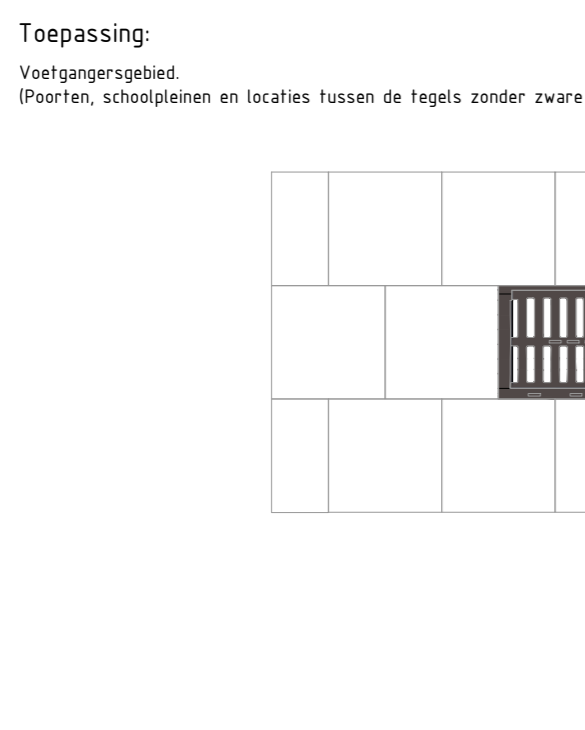 Toepassing:
Voetgangersgebied.
(Poorten, schoolpleinen en locaties tussen de tegels zonder zware